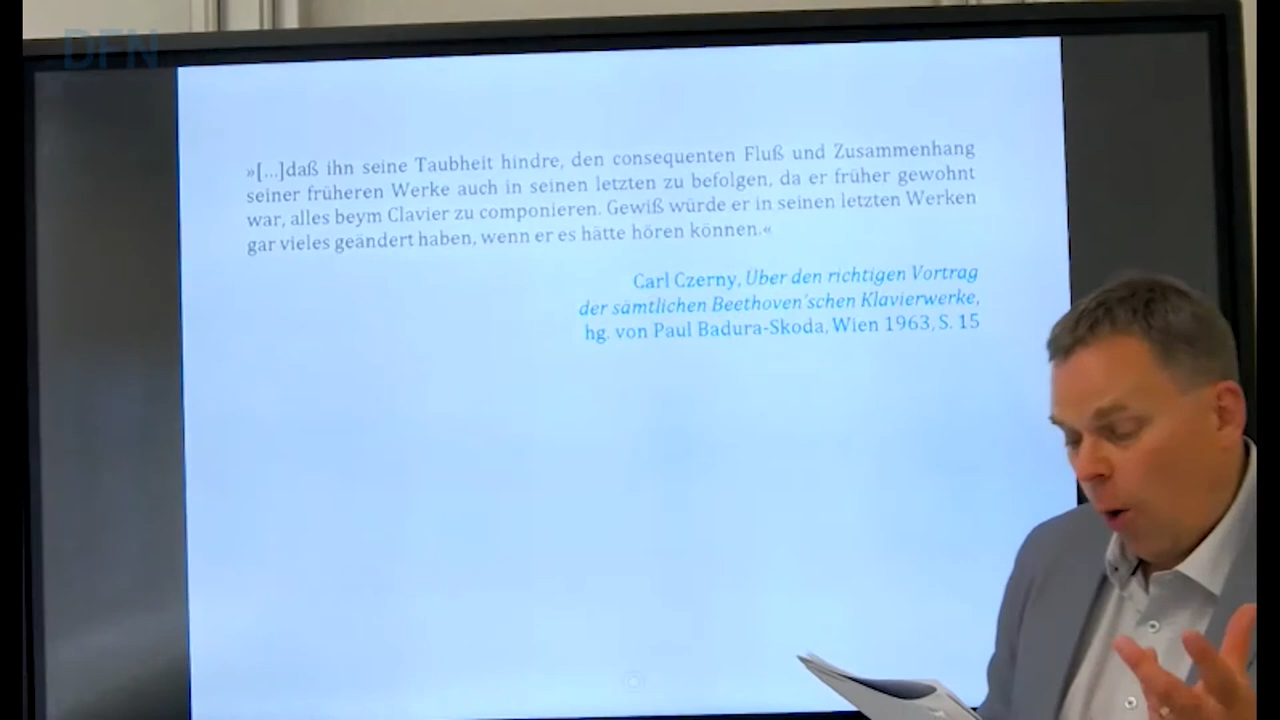 DFN
»[...]daß ihn seine Taubheit hindre, den consequenten Fluß und Zusammenhang
seiner früheren Werke auch in seinen letzten zu befolgen, da er früher gewohnt
war, alles beym Clavier zu componieren. Gewiß würde er in seinen letzten Werken
gar vieles geändert haben, wenn er es hätte hören können.«
Carl Czerny, Über den richtigen Vortrag
der sämtlichen Beethoven'schen Klavierwerke,
hg. von Paul Badura-Skoda, Wien 1963, S. 15